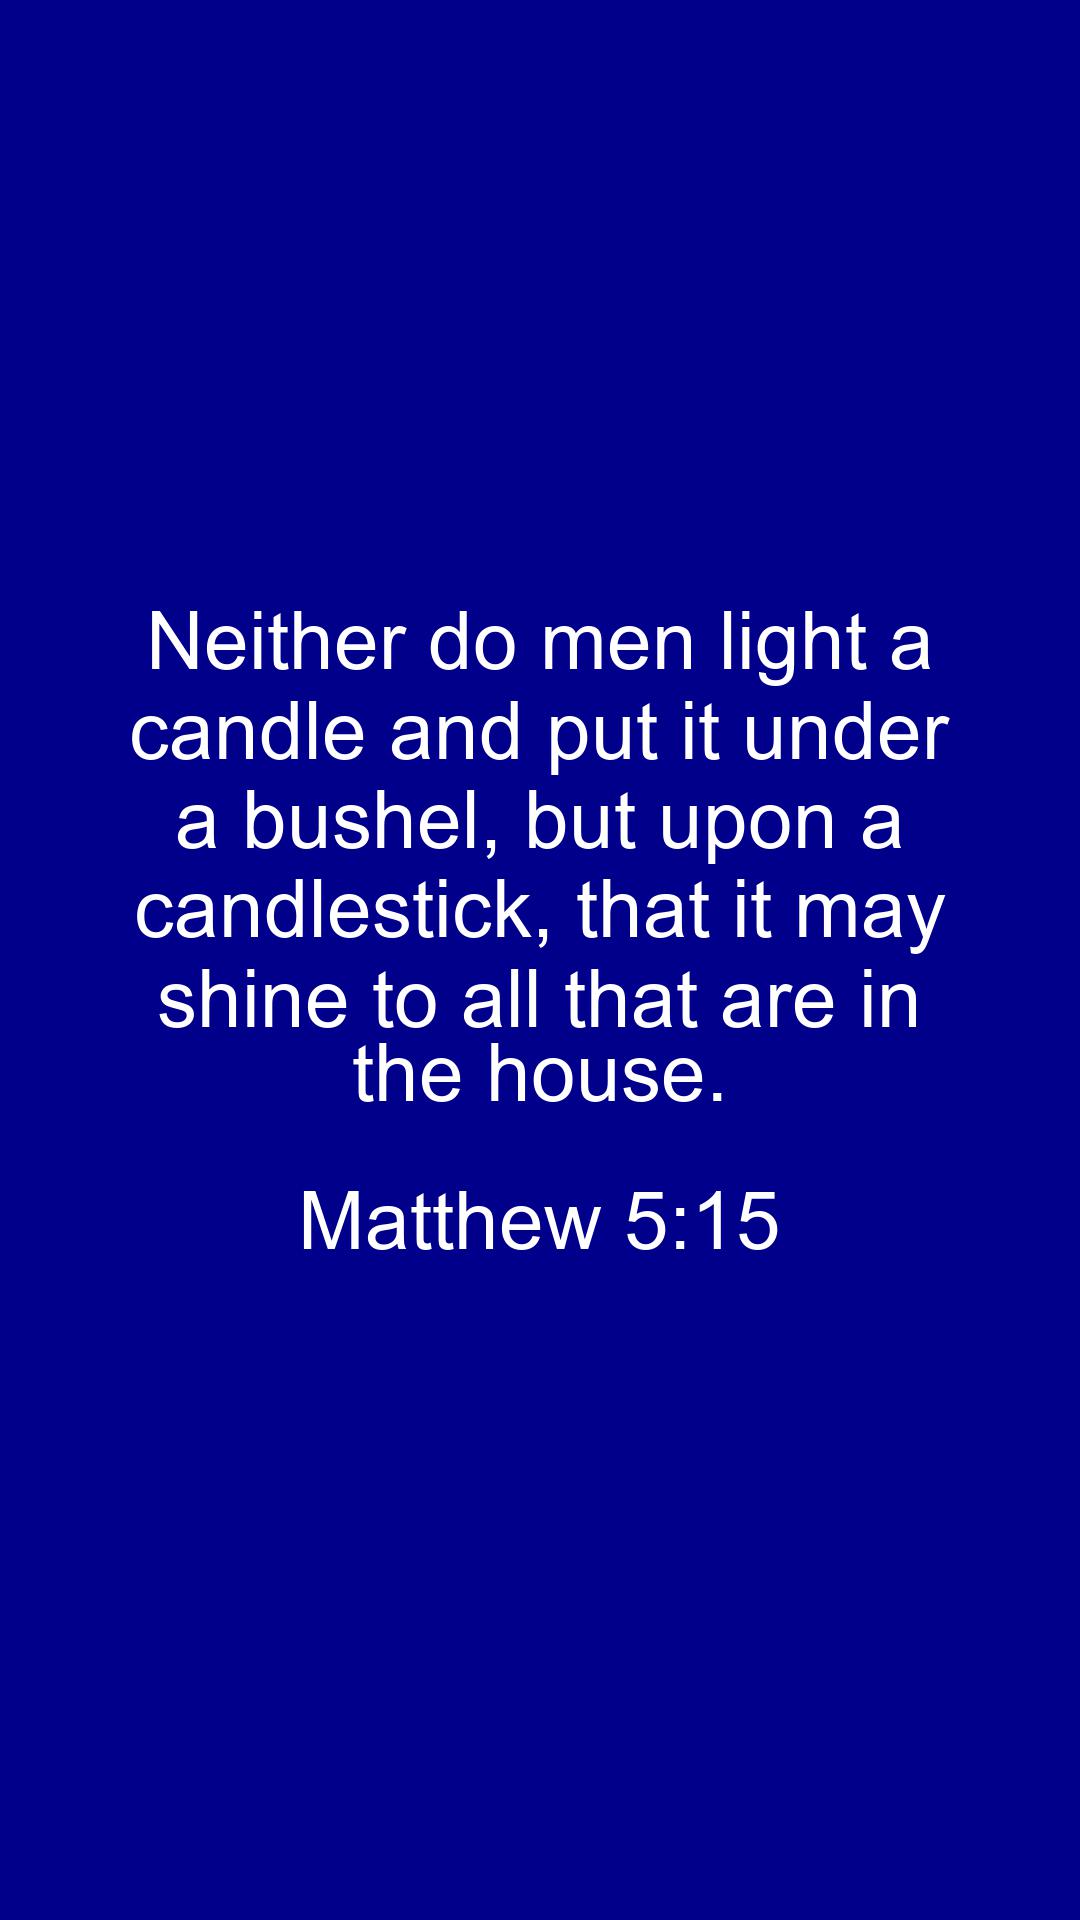 Neither do men light a
candle and put it under
a bushel, but upon a
candlestick, that it may
shine to all that are in
the house.
Matthew 5:15